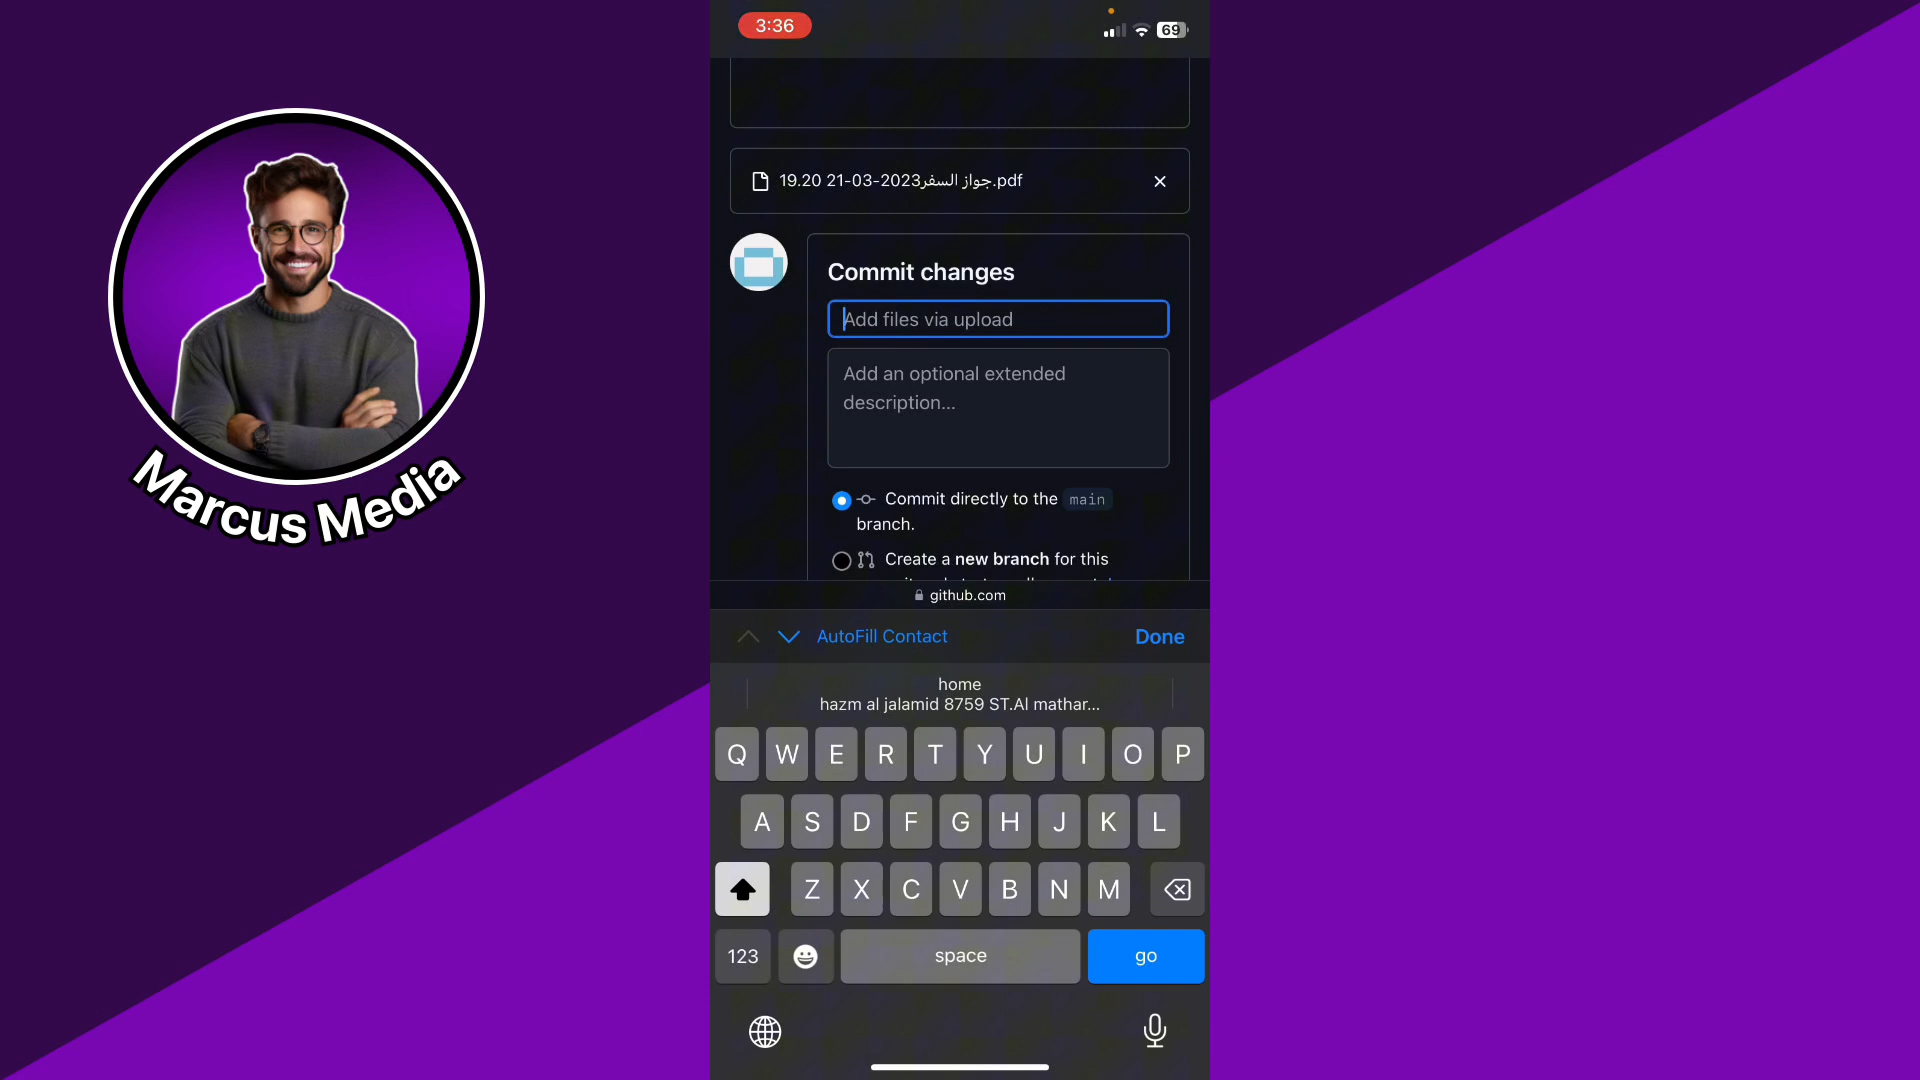 3:36
69
19.20 21-03-2023جواز السفر.pdf
Commit changes
Add files via upload
Add an optional extended
description...
Commit directly to the main
branch.
Create a new branch for this
github.com
AutoFill Contact
Done
home
hazm al jalamid 8759 ST.Al mathar...
Q W E R T Y U I O P
A S D F G H J K L
Z X C V B N M
123
space
go
Marcus Media